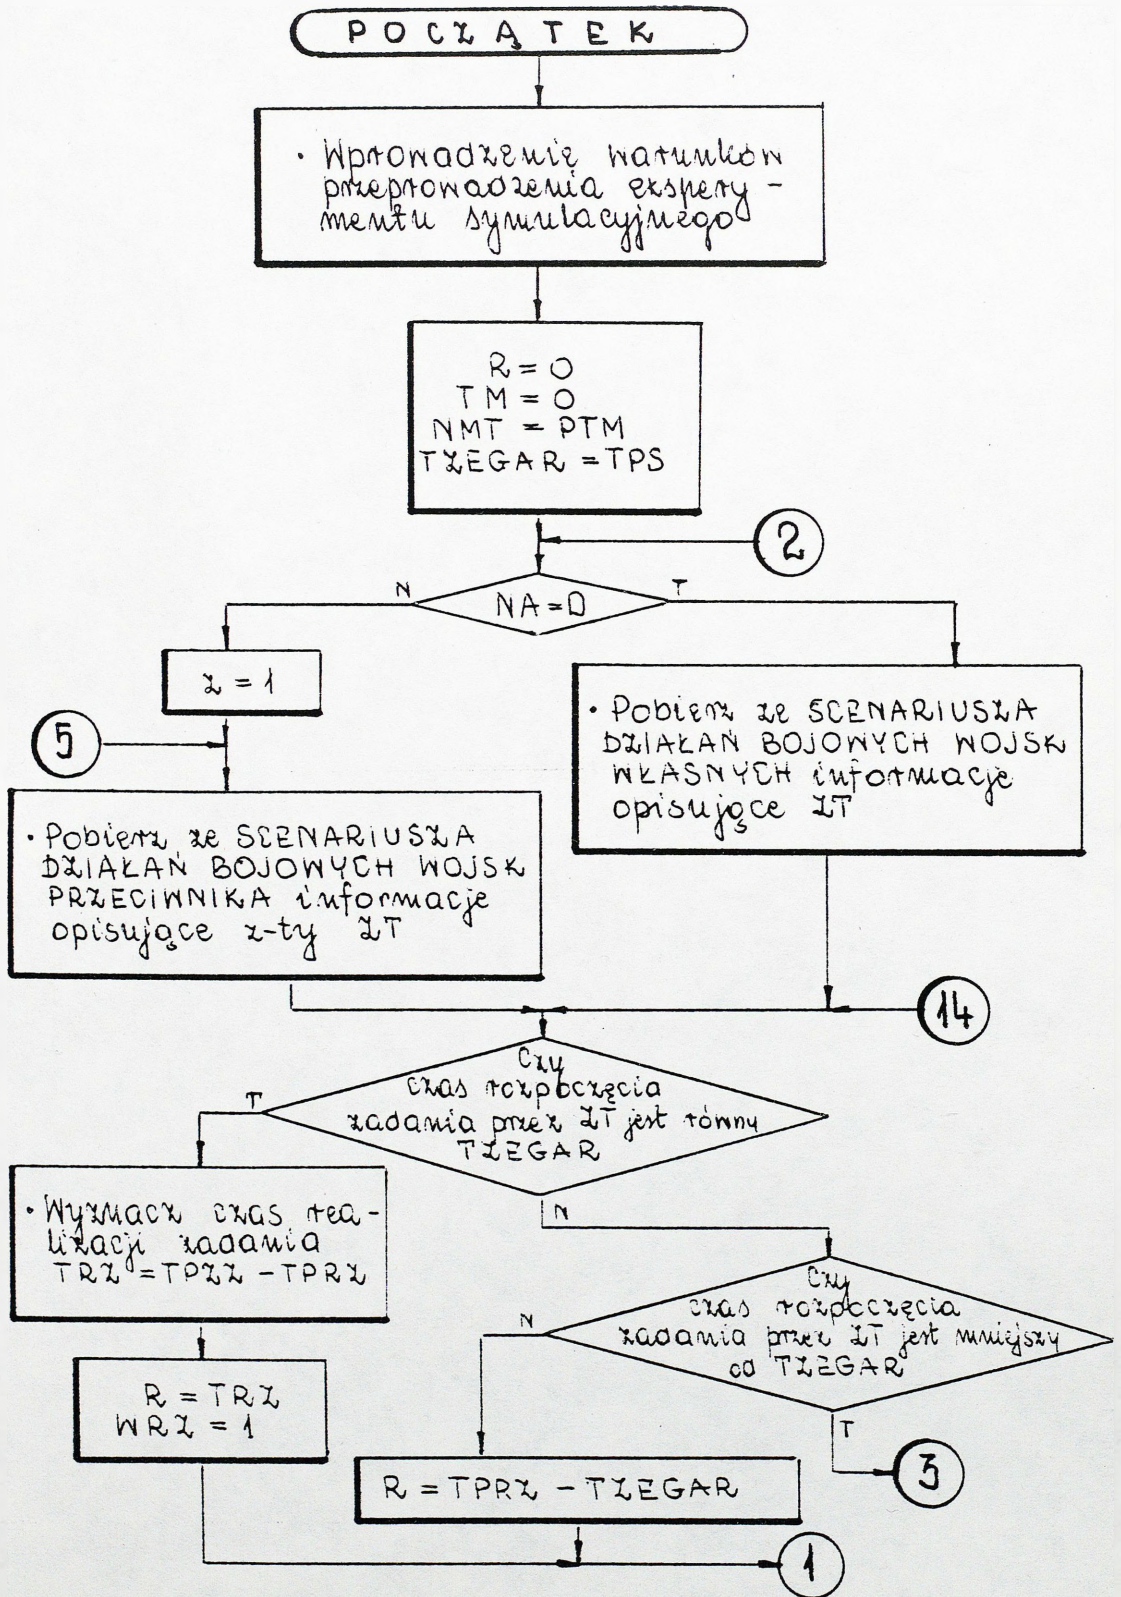 POCZĄTEK
• Wprowadzenię warunków
przeprowadzenia ekspery-
mentu symulacyjnego
R = 0
TM = 0
NMT = PTM
TZEGAR = TPS
2
N
NA=0
T
z = 1
5
• Pobierz ze SCENARIUSZA
DZIAŁAŃ BOJOWYCH WOJSK
WŁASNYCH informacje
opisujące ZT
• Pobierz ze SCENARIUSZA
DZIAŁAŃ BOJOWYCH WOJSK
PRZECIWNIKA informacje
opisujące z-ty ZT
14
Czy
czas rozpoczęcia
zadania przez ZT jest równy
TZEGAR
T
N
• Wyznacz czas rea-
lizacji zadania
TRZ = TPZZ - TPRZ
Czy
czas rozpoczęcia
zadania przez ZT jest mniejszy
od TZEGAR
N
T
R = TRZ
WRZ = 1
3
R = TPRZ - TZEGAR
1